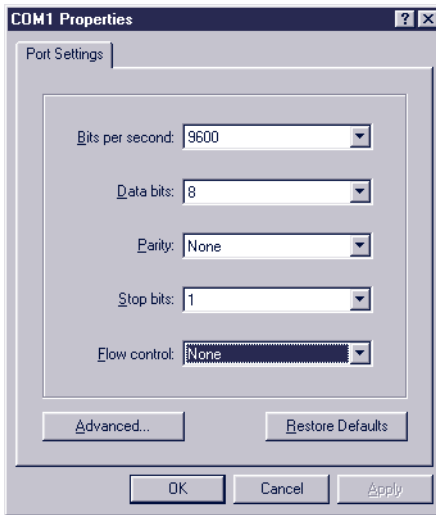 COM1 Properties
Port Settings
Bits per second: 9600
Data bits: 8
Parity: None
Stop bits: 1
Flow control: None
Advanced... Restore Defaults
OK Cancel Apply